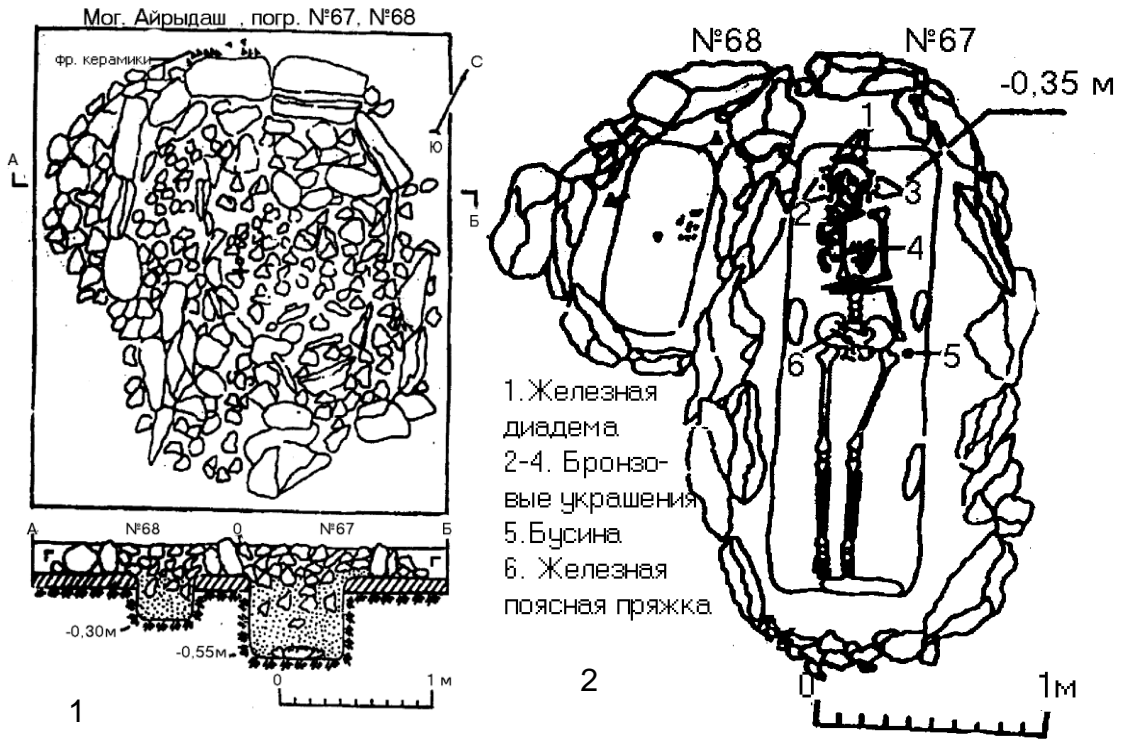 Мог. Айрыдаш , погр. №67, №68
фр. керамики
С
Ю
А
Б
А
№68
0
№67
Б
Г
Г
-0,30м
-0,55м
0
1 м
1
№68
№67
-0,35 м
1
2
3
4
5
6
1.Железная
диадема
2-4. Бронзо-
вые украшения
5.Бусина
6. Железная
поясная пряжка
2
0
1м